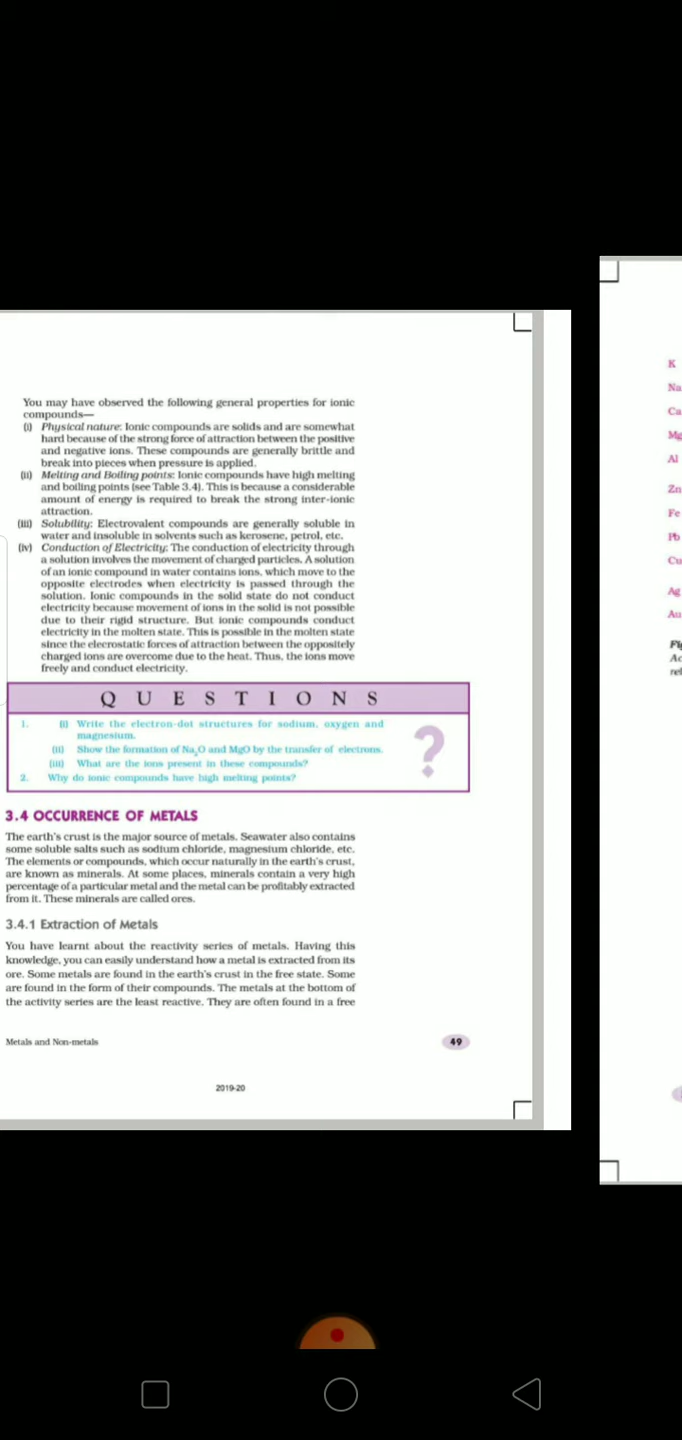 You may have observed the following general properties for ionic
compounds—
(i) Physical nature: Ionic compounds are solids and are somewhat
hard because of the strong force of attraction between the positive
and negative ions. These compounds are generally brittle and
break into pieces when pressure is applied.
(ii) Melting and Boiling points: Ionic compounds have high melting
and boiling points (see Table 3.4). This is because a considerable
amount of energy is required to break the strong inter-ionic
attraction.
(iii) Solubility: Electrovalent compounds are generally soluble in
water and insoluble in solvents such as kerosene, petrol, etc.
(iv) Conduction of Electricity: The conduction of electricity through
a solution involves the movement of charged particles. A solution
of an ionic compound in water contains ions, which move to the
opposite electrodes when electricity is passed through the
solution. Ionic compounds in the solid state do not conduct
electricity because movement of ions in the solid is not possible
due to their rigid structure. But ionic compounds conduct
electricity in the molten state. This is possible in the molten state
since the elecrostatic forces of attraction between the oppositely
charged ions are overcome due to the heat. Thus, the ions move
freely and conduct electricity.
QUESTIONS
1. (i) Write the electron-dot structures for sodium, oxygen and
magnesium.
(ii) Show the formation of Na₂O and MgO by the transfer of electrons.
(iii) What are the ions present in these compounds?
2. Why do ionic compounds have high melting points?
?
3.4 OCCURRENCE OF METALS
The earth's crust is the major source of metals. Seawater also contains
some soluble salts such as sodium chloride, magnesium chloride, etc.
The elements or compounds, which occur naturally in the earth's crust,
are known as minerals. At some places, minerals contain a very high
percentage of a particular metal and the metal can be profitably extracted
from it. These minerals are called ores.
3.4.1 Extraction of Metals
You have learnt about the reactivity series of metals. Having this
knowledge, you can easily understand how a metal is extracted from its
ore. Some metals are found in the earth's crust in the free state. Some
are found in the form of their compounds. The metals at the bottom of
the activity series are the least reactive. They are often found in a free
Metals and Non-metals
49
2019-20
K
Na
Ca
Mg
Al
Zn
Fe
Pb
Cu
Ag
Au